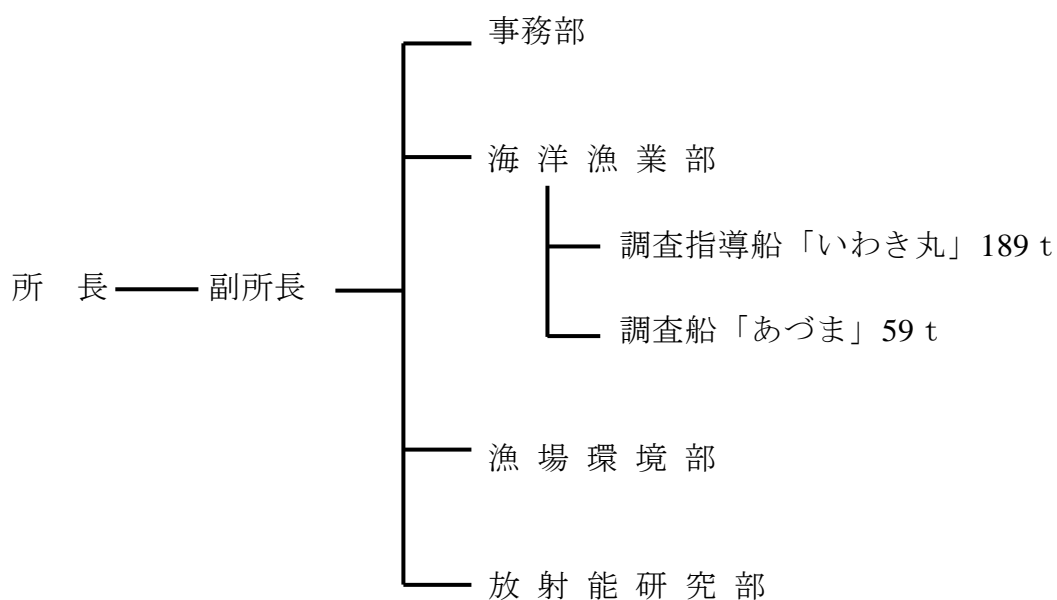 事務部
海 洋 漁 業 部
調査指導船「いわき丸」189 t
所　長
副所長
調査船「あづま」59 t
漁 場 環 境 部
放 射 能 研 究 部